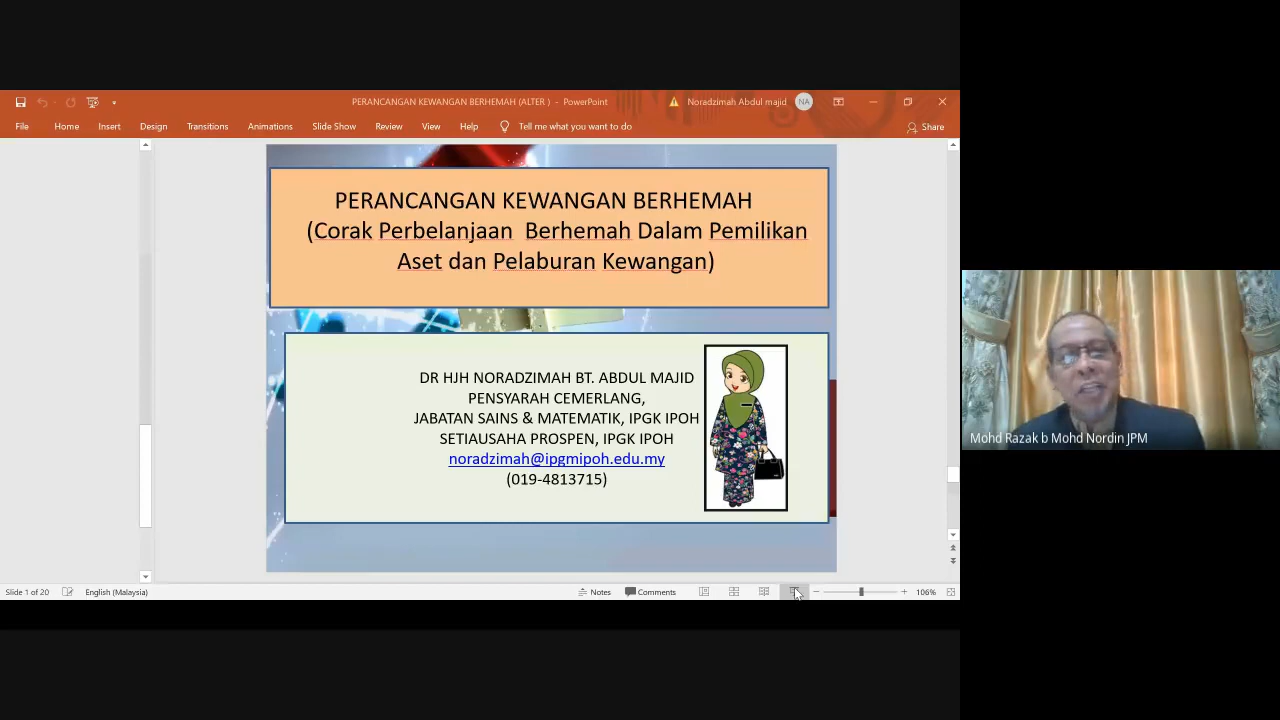 PERANCANGAN KEWANGAN BERHEMAH (ALTER ) - PowerPoint
Noradzimah Abdul majid
NA
File Home Insert Design Transitions Animations Slide Show Review View Help Tell me what you want to do Share
PERANCANGAN KEWANGAN BERHEMAH
(Corak Perbelanjaan Berhemah Dalam Pemilikan
Aset dan Pelaburan Kewangan)
DR HJH NORADZIMAH BT. ABDUL MAJID
PENSYARAH CEMERLANG,
JABATAN SAINS & MATEMATIK, IPGK IPOH
SETIAUSAHA PROSPEN, IPGK IPOH
noradzimah@ipgmipoh.edu.my
(019-4813715)
Mohd Razak b Mohd Nordin JPM
Slide 1 of 20 English (Malaysia) Notes Comments 106%